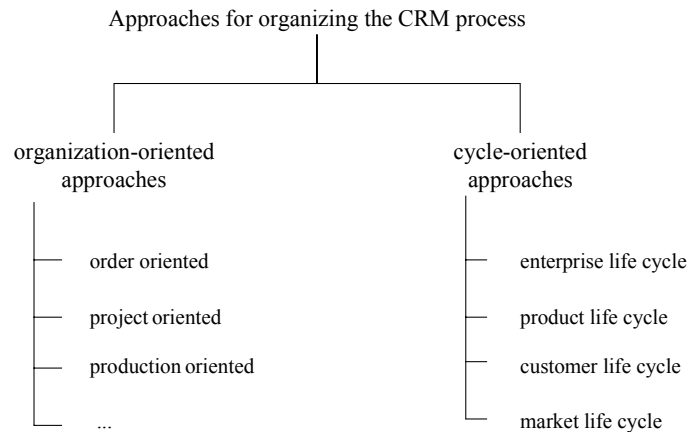 Approaches for organizing the CRM process
organization-oriented
approaches
order oriented
project oriented
production oriented
...
cycle-oriented
approaches
enterprise life cycle
product life cycle
customer life cycle
market life cycle